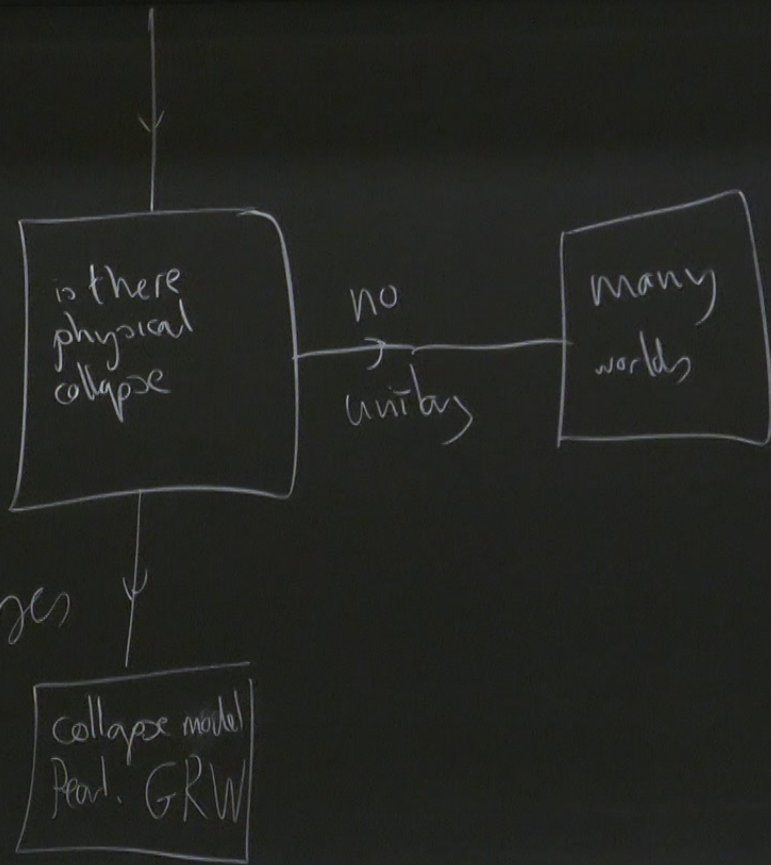 is there
physical
collapse
no
unitary
many
worlds
yes
collapse model
Pearl. GRW